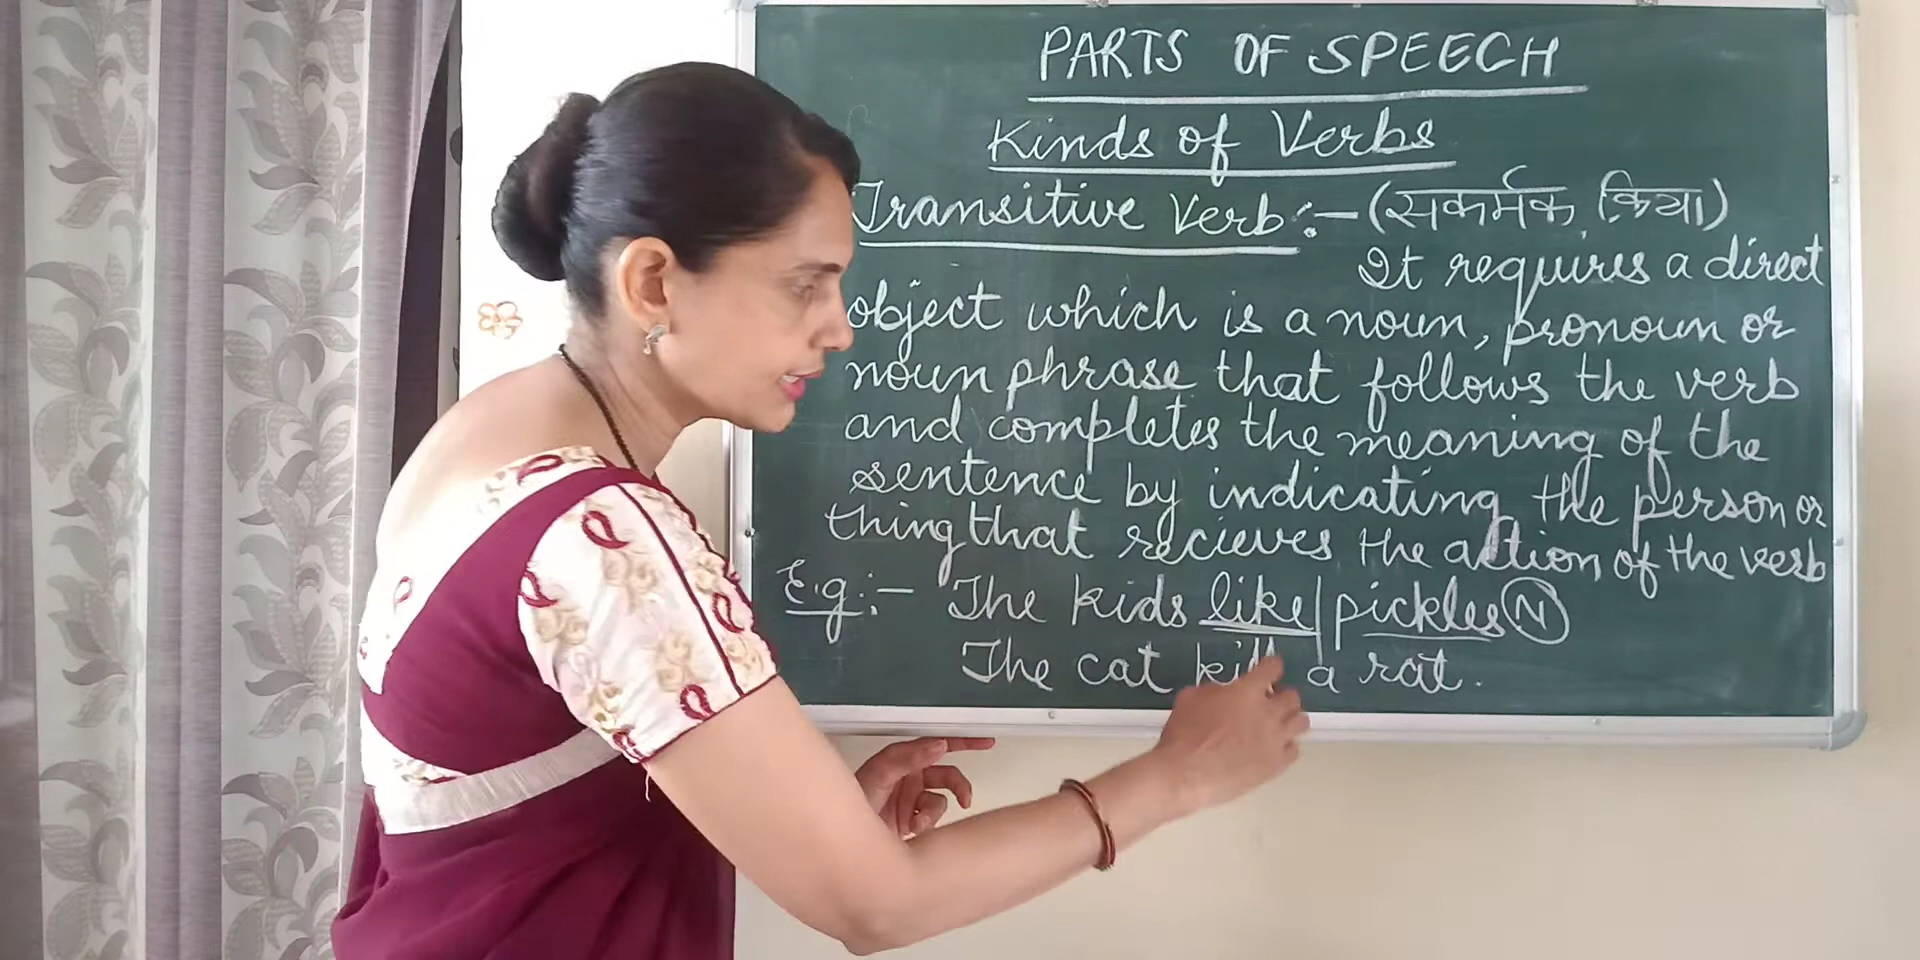 PARTS OF SPEECH
Kinds of Verbs
Transitive Verb:- (सकर्मक क्रिया)
It requires a direct
object which is a noun, pronoun or
noun phrase that follows the verb
and completes the meaning of the
sentence by indicating the person or
thing that recieves the action of the verb
E.g:- The kids like|pickles N
The cat kill a rat.